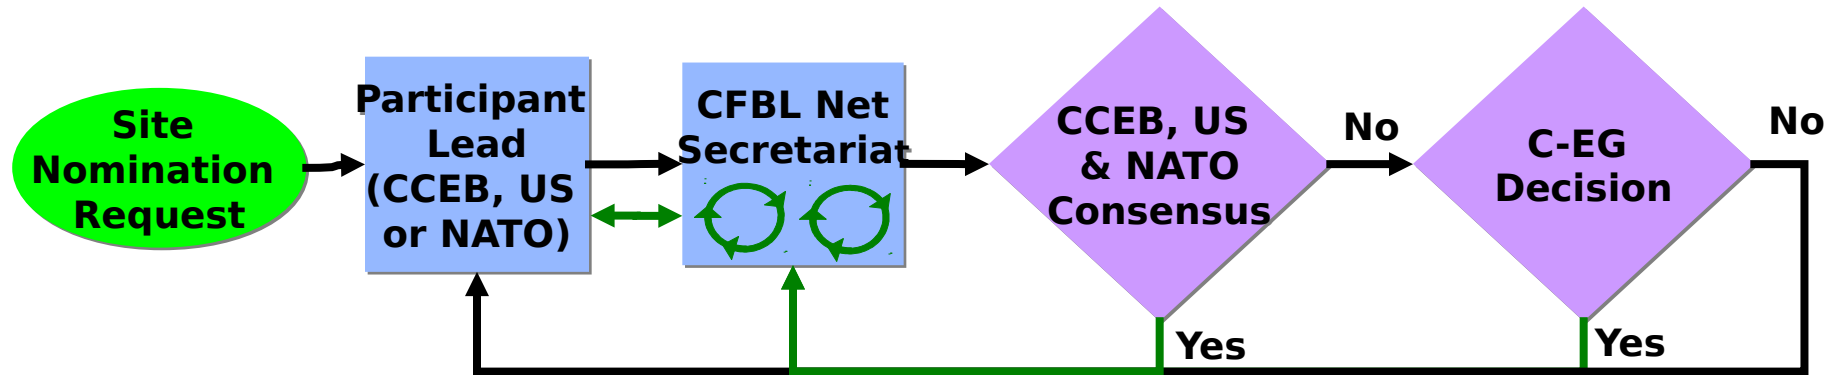 Site
Nomination
Request
Participant
Lead
(CCEB, US
or NATO)
CFBL Net
Secretariat
CCEB, US
& NATO
Consensus
No
Yes
C-EG
Decision
No
Yes